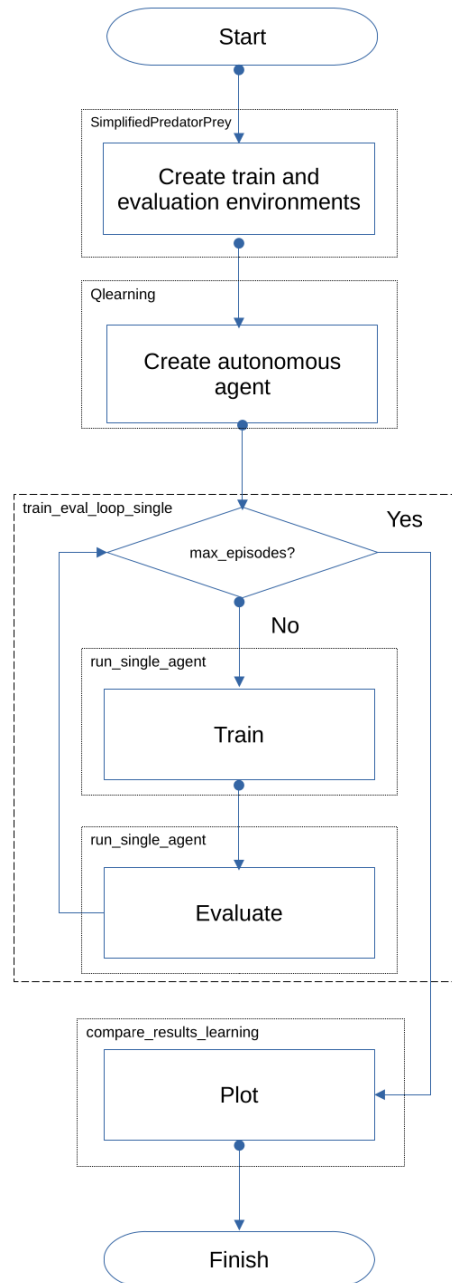 Start
SimplifiedPredatorPrey
Create train and
evaluation environments
Qlearning
Create autonomous
agent
train_eval_loop_single
Yes
max_episodes?
No
run_single_agent
Train
run_single_agent
Evaluate
compare_results_learning
Plot
Finish